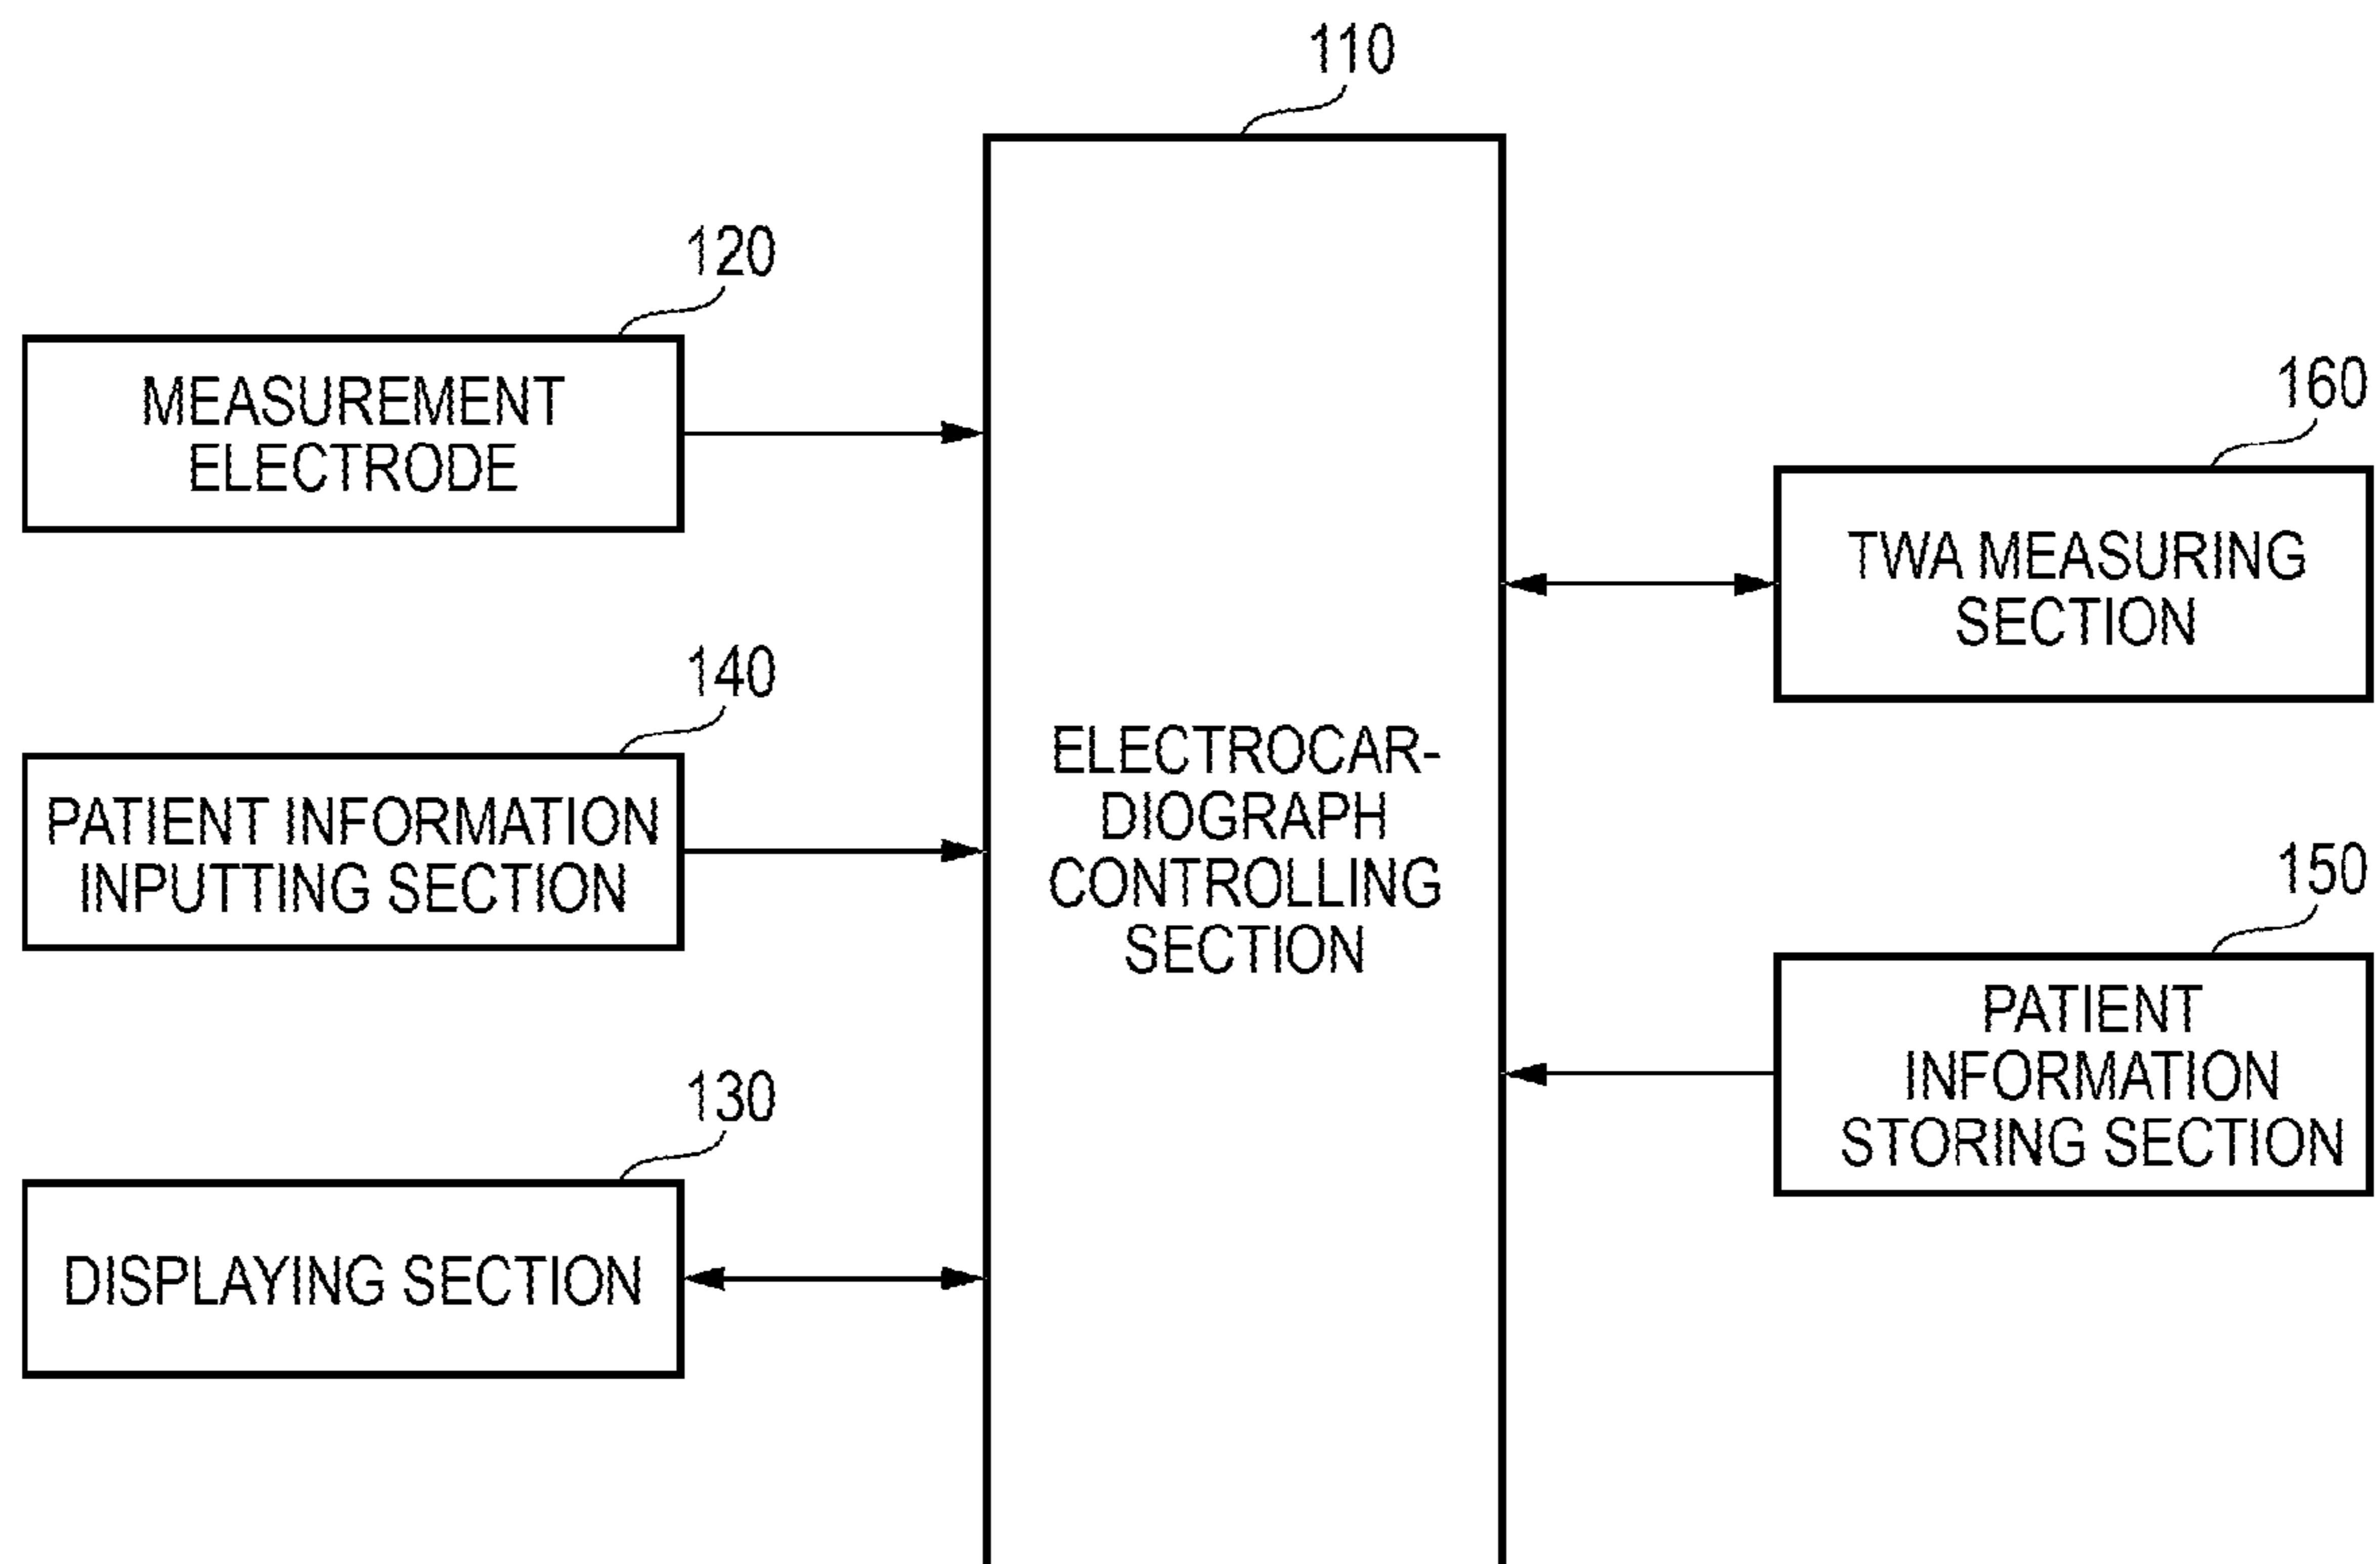 110
120
MEASUREMENT
ELECTRODE
140
PATIENT INFORMATION
INPUTTING SECTION
130
DISPLAYING SECTION
ELECTROCAR-
DIOGRAPH
CONTROLLING
SECTION
160
TWA MEASURING
SECTION
150
PATIENT
INFORMATION
STORING SECTION